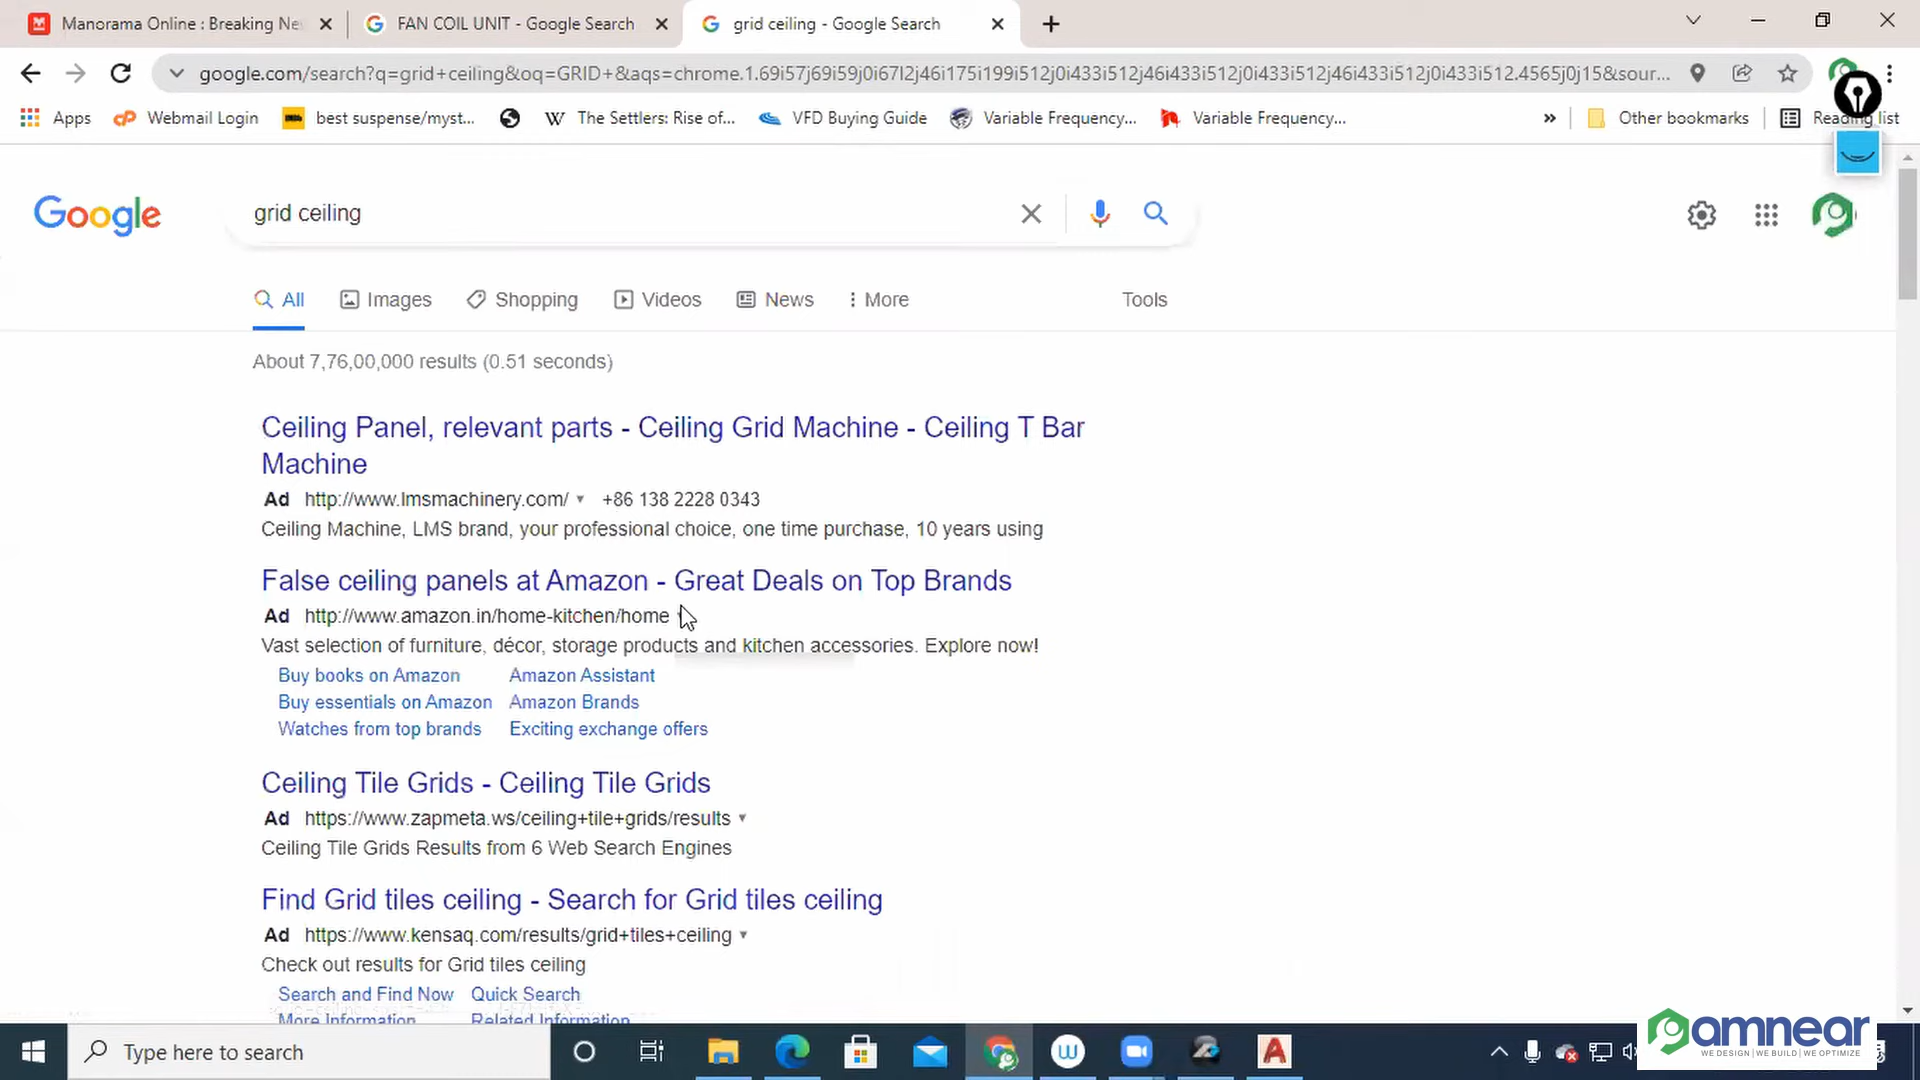 Manorama Online : Breaking Ne
FAN COIL UNIT - Google Search
grid ceiling - Google Search
google.com/search?q=grid+ceiling&oq=GRID+&aqs=chrome.1.69i57j69i59j0i67l2j46i175i199i512j0i433i512j46i433i512j0i433i512j46i433i512j0i433i512.4565j0j15&sour...
Apps
Webmail Login
best suspense/myst...
The Settlers: Rise of...
VFD Buying Guide
Variable Frequency...
Variable Frequency...
»
Other bookmarks
Reading list
Google
grid ceiling
All
Images
Shopping
Videos
News
More
Tools
About 7,76,00,000 results (0.51 seconds)
Ceiling Panel, relevant parts - Ceiling Grid Machine - Ceiling T Bar
Machine
Ad http://www.lmsmachinery.com/ +86 138 2228 0343
Ceiling Machine, LMS brand, your professional choice, one time purchase, 10 years using
False ceiling panels at Amazon - Great Deals on Top Brands
Ad http://www.amazon.in/home-kitchen/home
Vast selection of furniture, décor, storage products and kitchen accessories. Explore now!
Buy books on Amazon Amazon Assistant
Buy essentials on Amazon Amazon Brands
Watches from top brands Exciting exchange offers
Ceiling Tile Grids - Ceiling Tile Grids
Ad https://www.zapmeta.ws/ceiling+tile+grids/results
Ceiling Tile Grids Results from 6 Web Search Engines
Find Grid tiles ceiling - Search for Grid tiles ceiling
Ad https://www.kensaq.com/results/grid+tiles+ceiling
Check out results for Grid tiles ceiling
Search and Find Now Quick Search
More Information Related Information
Type here to search
amnear
WE DESIGN | WE BUILD | WE OPTIMIZE